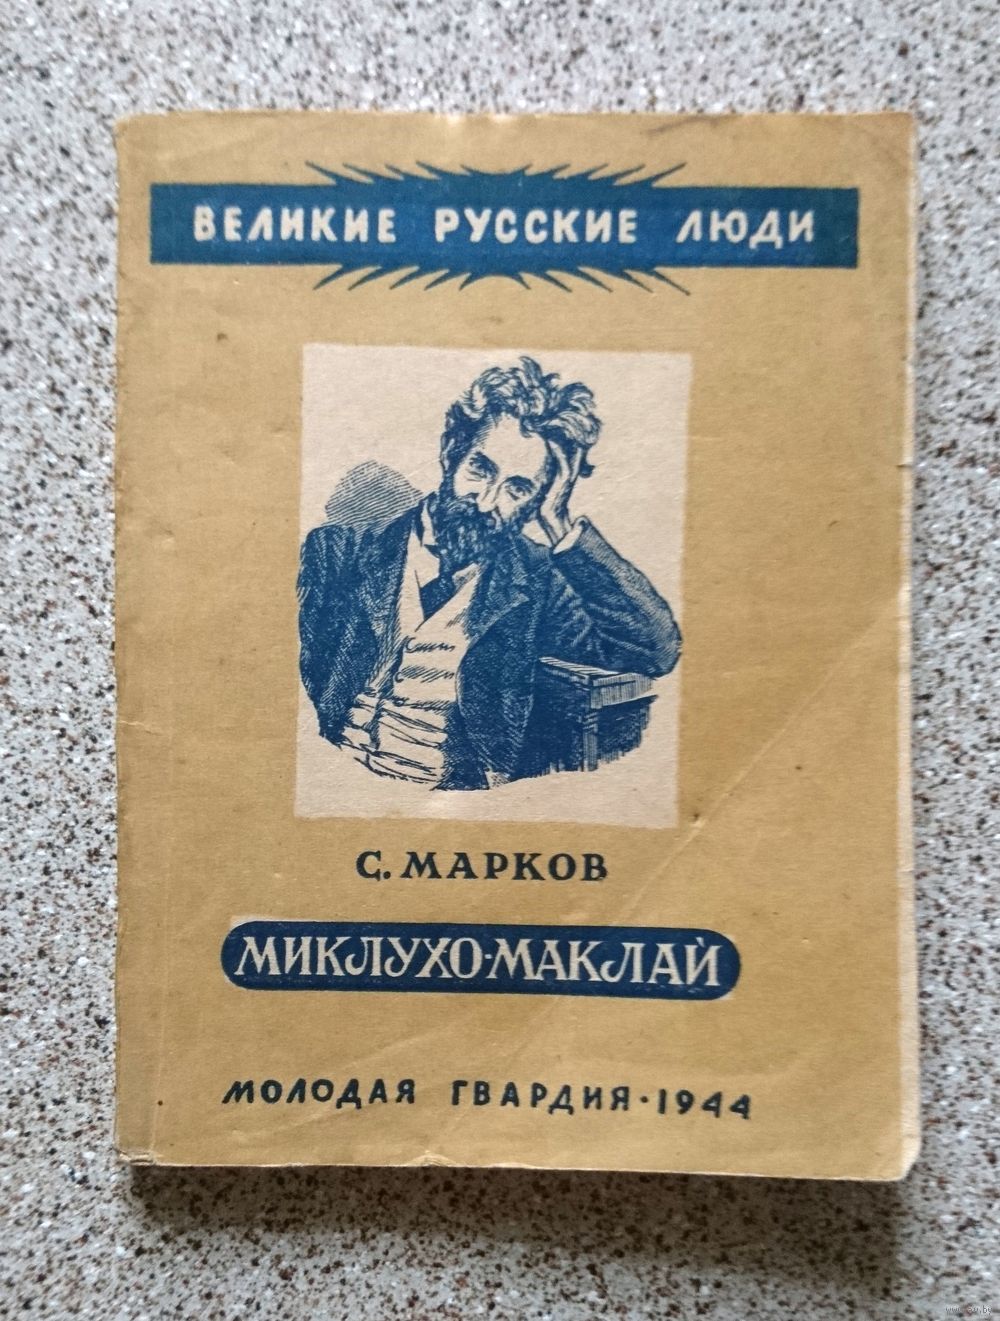 ВЕЛИКИЕ РУССКИЕ ЛЮДИ
С. МАРКОВ
МИКЛУХО-МАКЛАЙ
МОЛОДАЯ ГВАРДИЯ · 1944